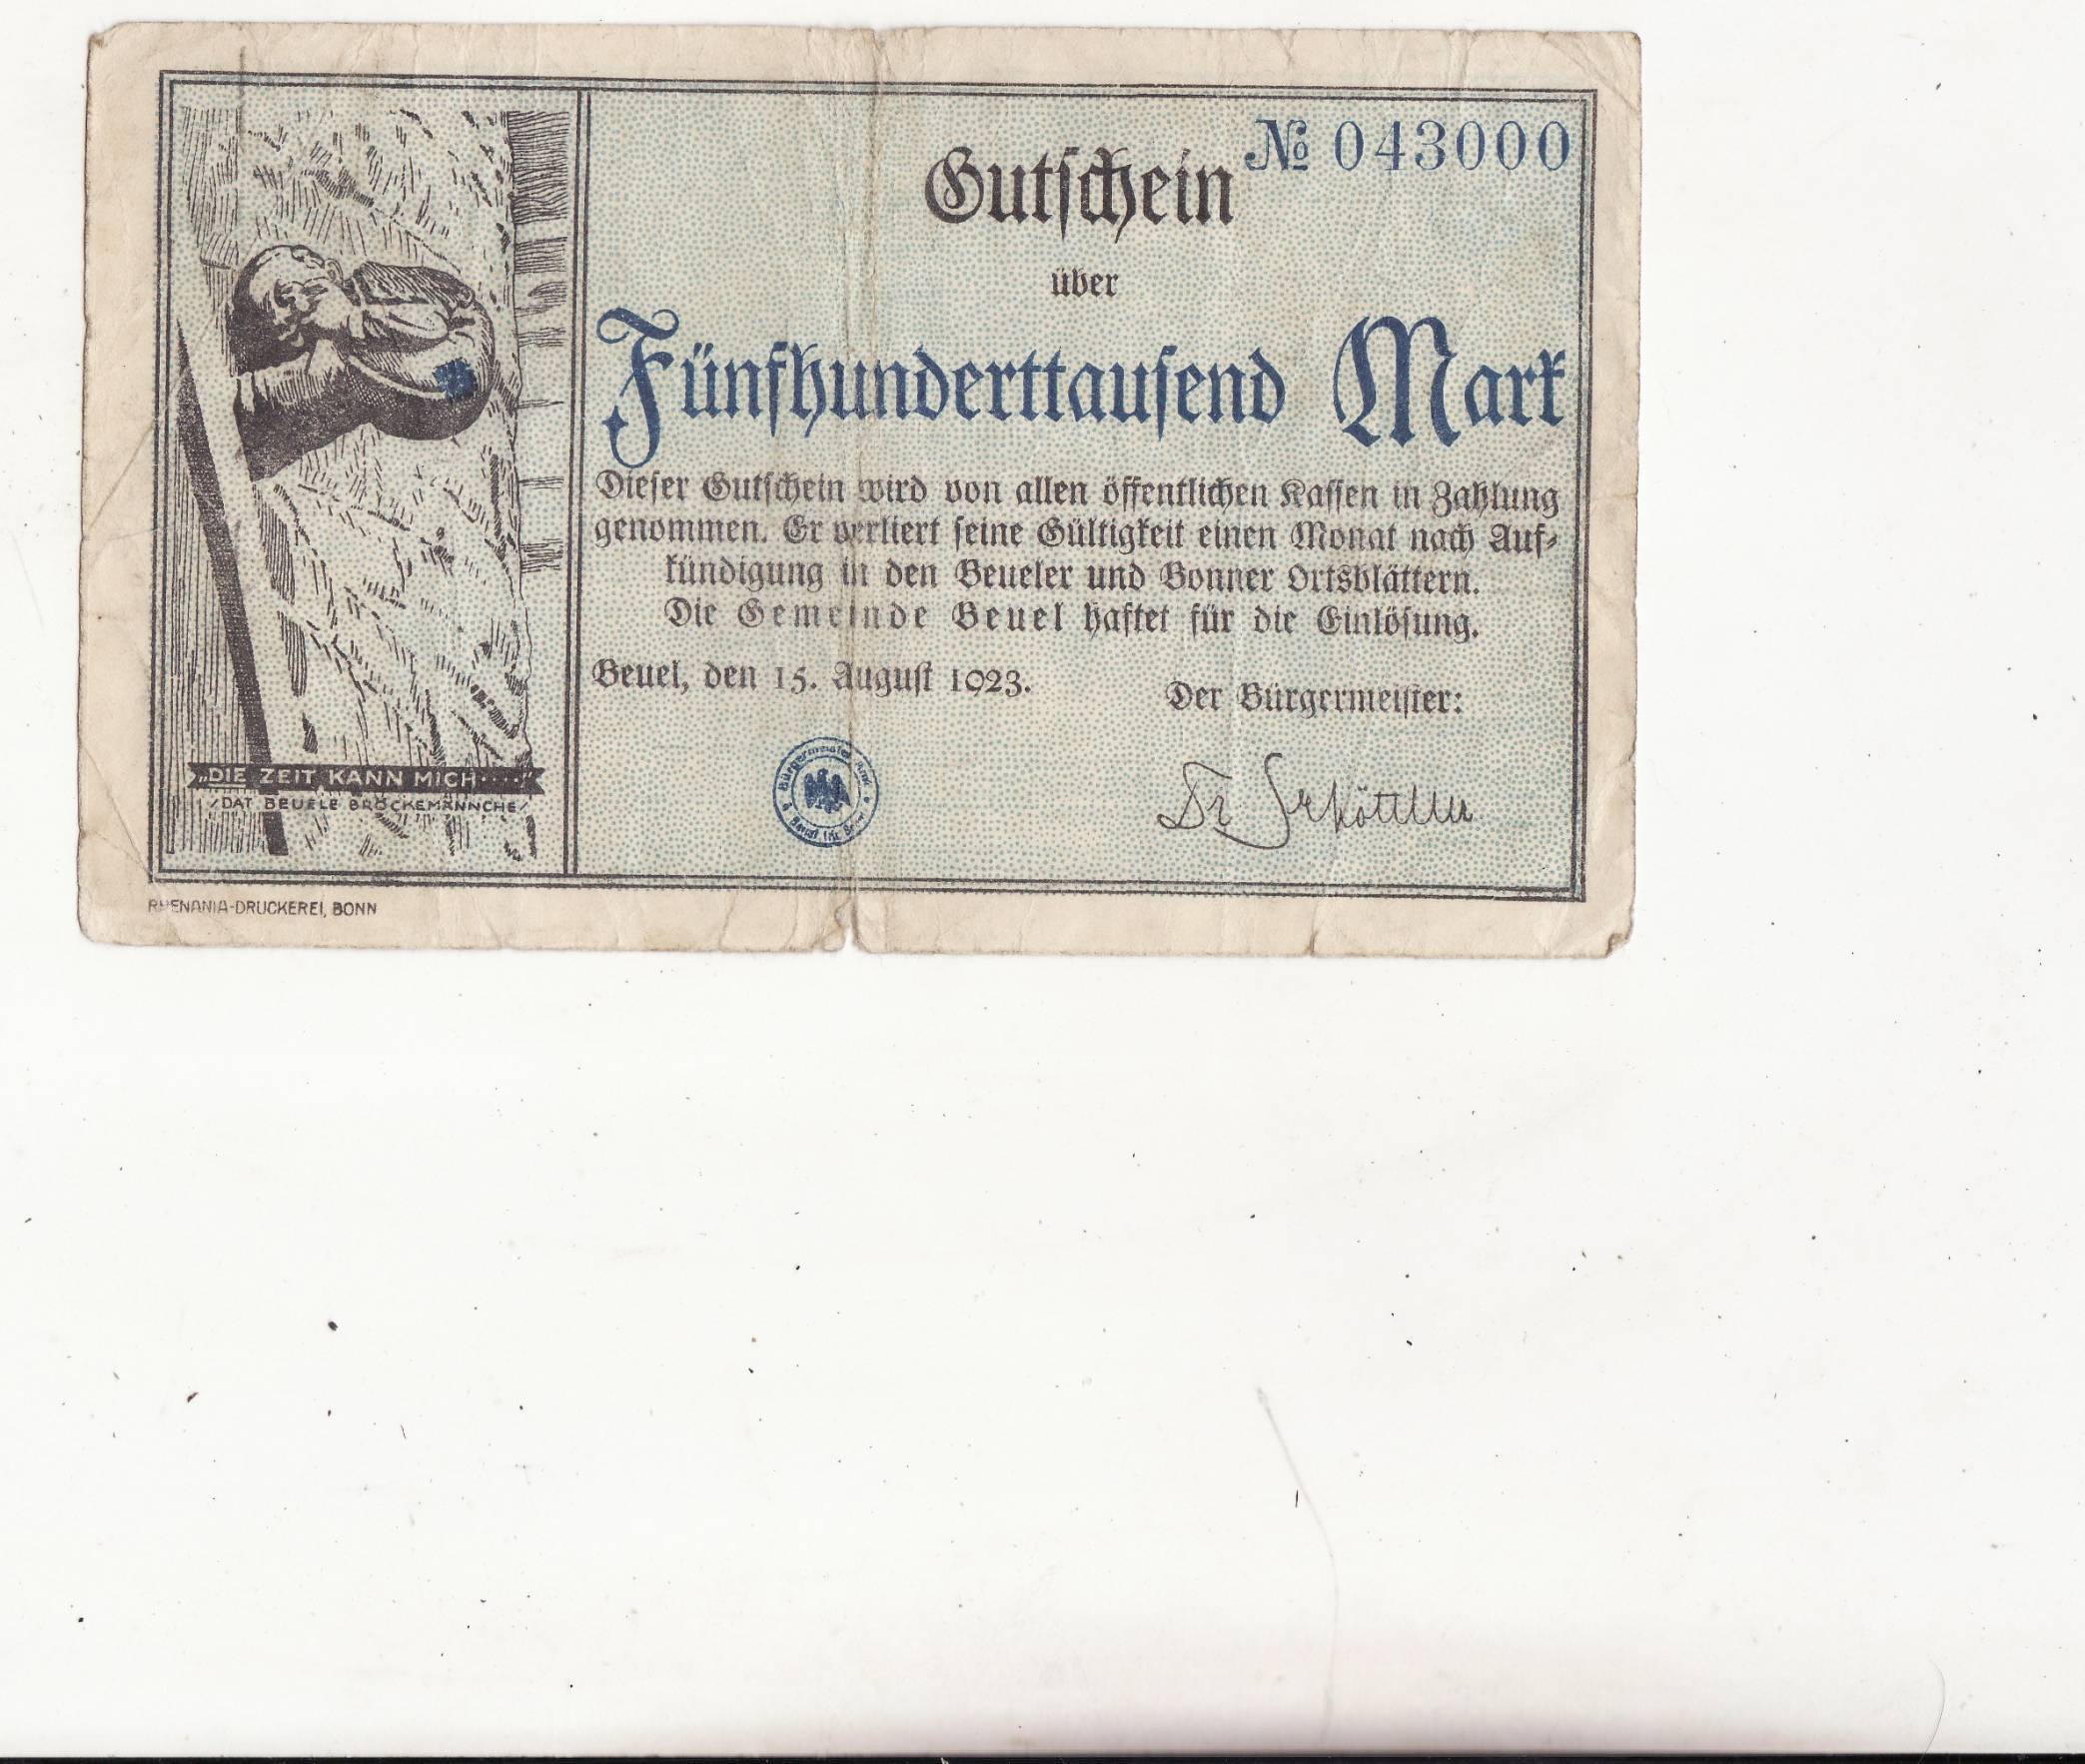 № 043000
Gutschein
über
Fünfhunderttausend Mark
Dieser Gutschein wird von allen öffentlichen Kassen in Zahlung
genommen. Er verliert seine Gültigkeit einen Monat nach Auf-
kündigung in den Beueler und Bonner Ortsblättern.
Die Gemeinde Beuel haftet für die Einlösung.
Beuel, den 15. August 1923.
Der Bürgermeister:
Dr
Bürgermeister
„DIE ZEIT KANN MICH····"
/DAT BEUELE BRÖCKEMÄNNCHE/
RHENANIA-DRUCKEREI, BONN